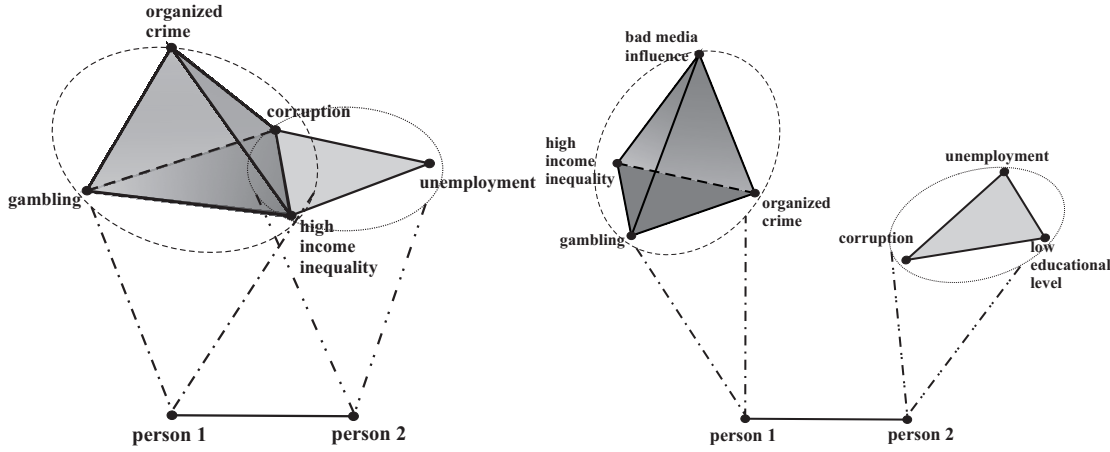 organized
crime
corruption
unemployment
gambling
high
income
inequality
person 1
person 2
bad media
influence
high
income
inequality
organized
crime
gambling
unemployment
corruption
low
educational
level
person 1
person 2